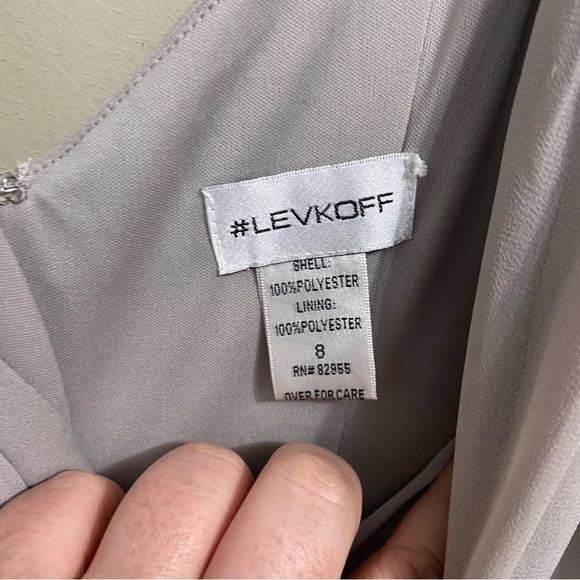 #LEVKOFF
SHELL:
100%POLYESTER
LINING:
100%POLYESTER
8
RN# 82955
OVER FOR CARE